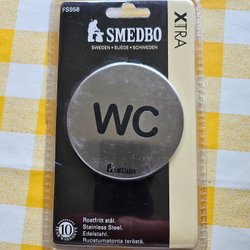 FS958
SMEDBO
SWEDEN • SUÈDE • SCHWEDEN
XTRA
WC
SMEDBO
10
Rostfritt stål.
Stainless Steel.
Edelstahl.
Ruostumatonta terästä.